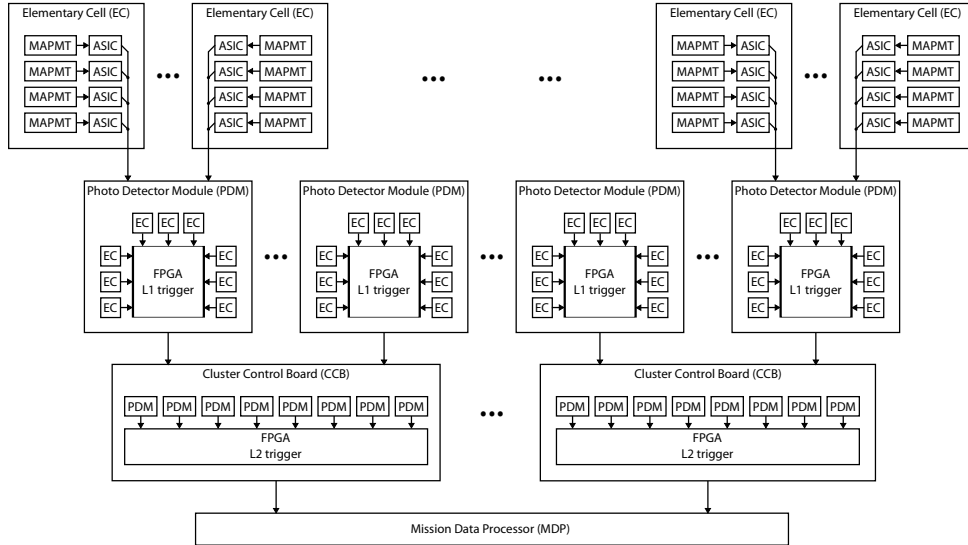 Elementary Cell (EC)
Elementary Cell (EC)
Elementary Cell (EC)
Elementary Cell (EC)
MAPMT ASIC ASIC MAPMT MAPMT ASIC ASIC MAPMT
MAPMT ASIC ASIC MAPMT MAPMT ASIC ASIC MAPMT
MAPMT ASIC ASIC MAPMT MAPMT ASIC ASIC MAPMT
MAPMT ASIC ASIC MAPMT MAPMT ASIC ASIC MAPMT
Photo Detector Module (PDM)
EC EC EC
EC EC
EC EC
EC EC
FPGA
L1 trigger
Photo Detector Module (PDM)
EC EC EC
EC EC
EC EC
EC EC
FPGA
L1 trigger
Photo Detector Module (PDM)
EC EC EC
EC EC
EC EC
EC EC
FPGA
L1 trigger
Photo Detector Module (PDM)
EC EC EC
EC EC
EC EC
EC EC
FPGA
L1 trigger
Cluster Control Board (CCB)
PDM PDM PDM PDM PDM PDM PDM PDM
FPGA
L2 trigger
Cluster Control Board (CCB)
PDM PDM PDM PDM PDM PDM PDM PDM
FPGA
L2 trigger
Mission Data Processor (MDP)